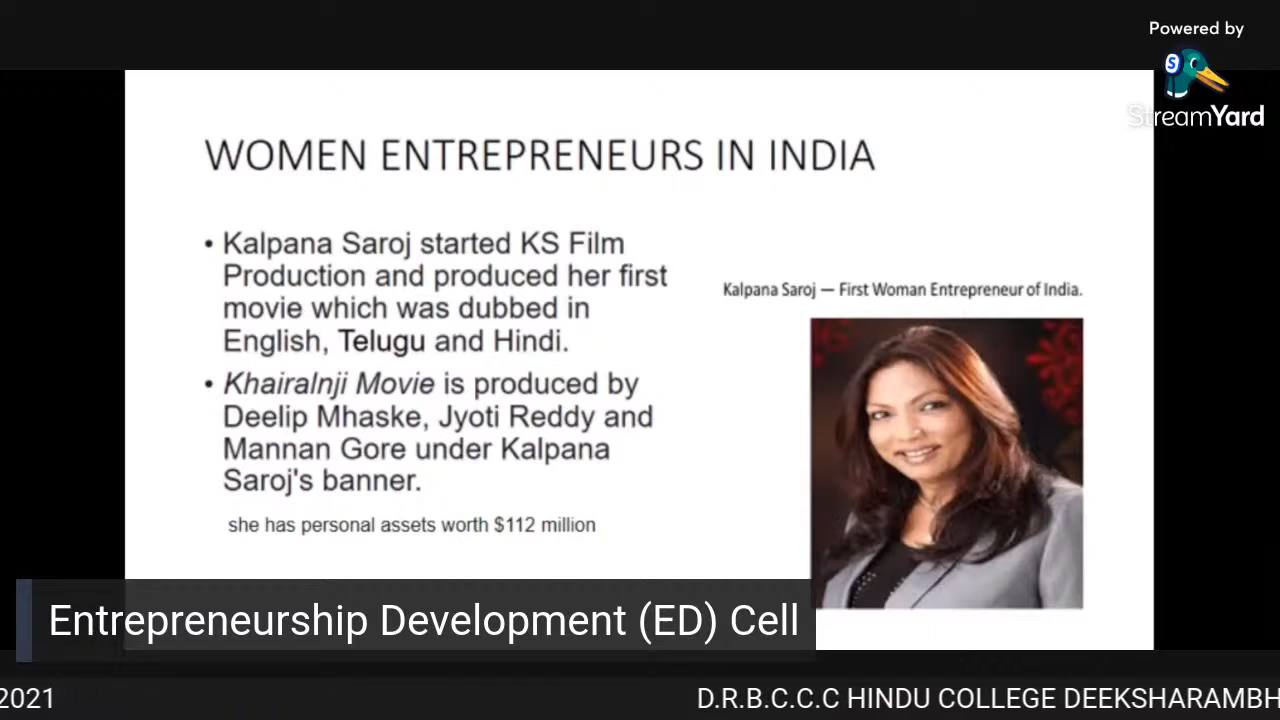 Powered by
StreamYard
WOMEN ENTREPRENEURS IN INDIA
• Kalpana Saroj started KS Film
Production and produced her first
movie which was dubbed in
English, Telugu and Hindi.
• Khairalnji Movie is produced by
Deelip Mhaske, Jyoti Reddy and
Mannan Gore under Kalpana
Saroj's banner.
she has personal assets worth $112 million
Kalpana Saroj — First Woman Entrepreneur of India.
Entrepreneurship Development (ED) Cell
2021 D.R.B.C.C.C HINDU COLLEGE DEEKSHARAMBH